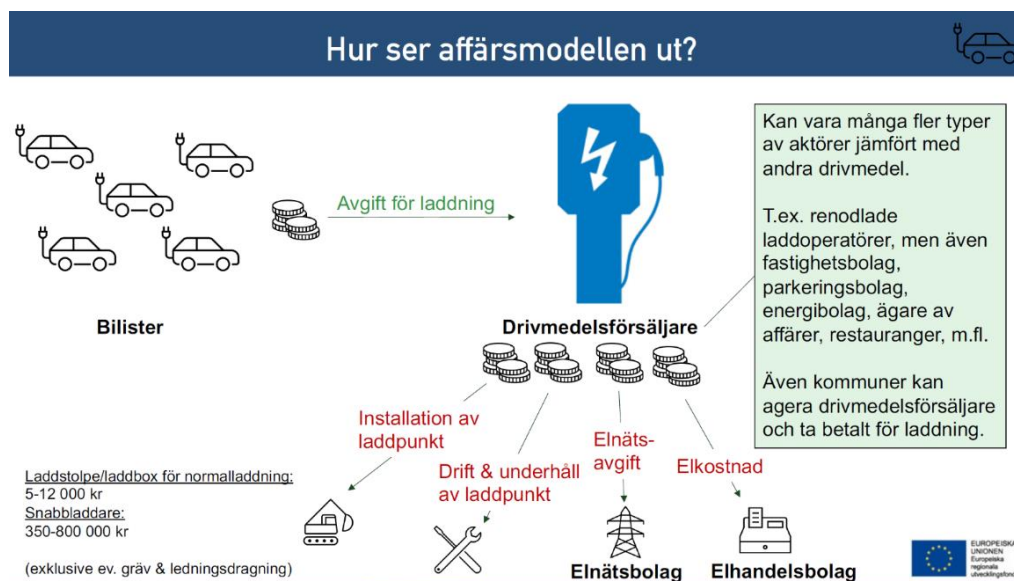 Hur ser affärsmodellen ut?
Avgift för laddning
Bilister
Drivmedelsförsäljare
Kan vara många fler typer
av aktörer jämfört med
andra drivmedel.
T.ex. renodlade
laddoperatörer, men även
fastighetsbolag,
parkeringsbolag,
energibolag, ägare av
affärer, restauranger, m.fl.
Även kommuner kan
agera drivmedelsförsäljare
och ta betalt för laddning.
Installation av
laddpunkt
Drift & underhåll
av laddpunkt
Elnäts-
avgift
Elkostnad
Laddstolpe/laddbox för normalladdning:
5-12 000 kr
Snabbladdare:
350-800 000 kr
(exklusive ev. gräv & ledningsdragning)
Elnätsbolag
Elhandelsbolag
EUROPEISKA
UNIONEN
Europeiska
regionala
utvecklingsfond